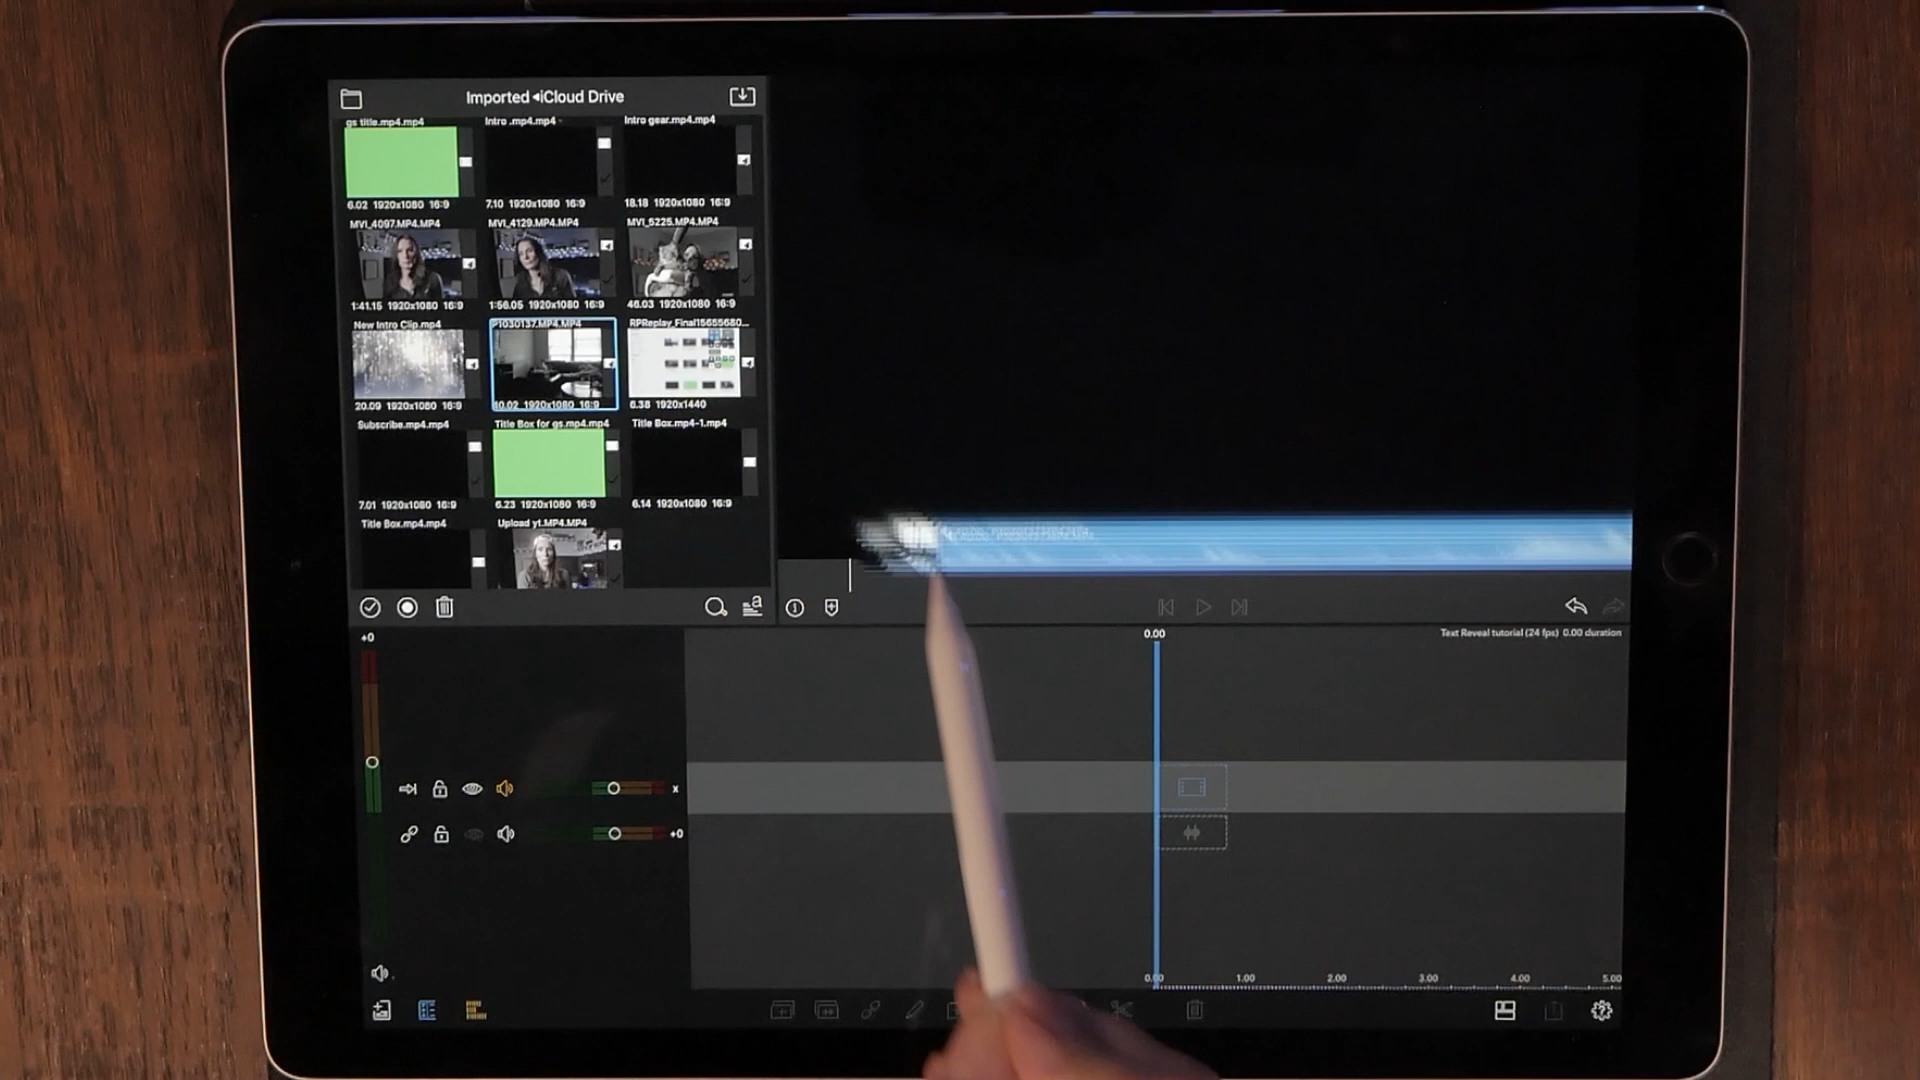 Imported◂iCloud Drive
gs title.mp4.mp4
Intro .mp4.mp4
Intro gear.mp4.mp4
6.02 1920x1080 16:9
7.10 1920x1080 16:9
18.18 1920x1080 16:9
MVI_4097.MP4.MP4
MVI_4129.MP4.MP4
MVI_5225.MP4.MP4
1:41.15 1920x1080 16:9
1:56.05 1920x1080 16:9
46.03 1920x1080 16:9
New Intro Clip.mp4
P1030137.MP4.MP4
RPReplay_Final15655680...
20.09 1920x1080 16:9
10.02 1920x1080 16:9
6.38 1920x1440
Subscribe.mp4.mp4
Title Box for gs.mp4.mp4
Title Box.mp4-1.mp4
7.01 1920x1080 16:9
6.23 1920x1080 16:9
6.14 1920x1080 16:9
Title Box.mp4.mp4
Upload yt.MP4.MP4
+0
0.00
Text Reveal tutorial (24 fps) 0.00 duration
x
+0
0.00
1.00
2.00
3.00
4.00
5.00